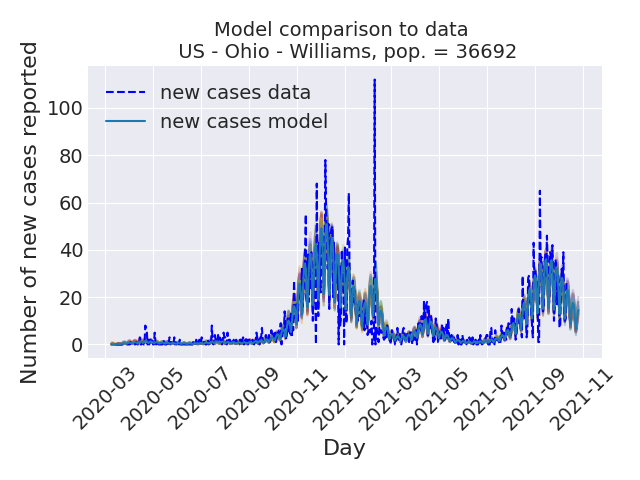 Model comparison to data
US - Ohio - Williams, pop. = 36692
Number of new cases reported
100
80
60
40
20
0
new cases data
new cases model
2020-03
2020-05
2020-07
2020-09
2020-11
2021-01
2021-03
2021-05
2021-07
2021-09
2021-11
Day